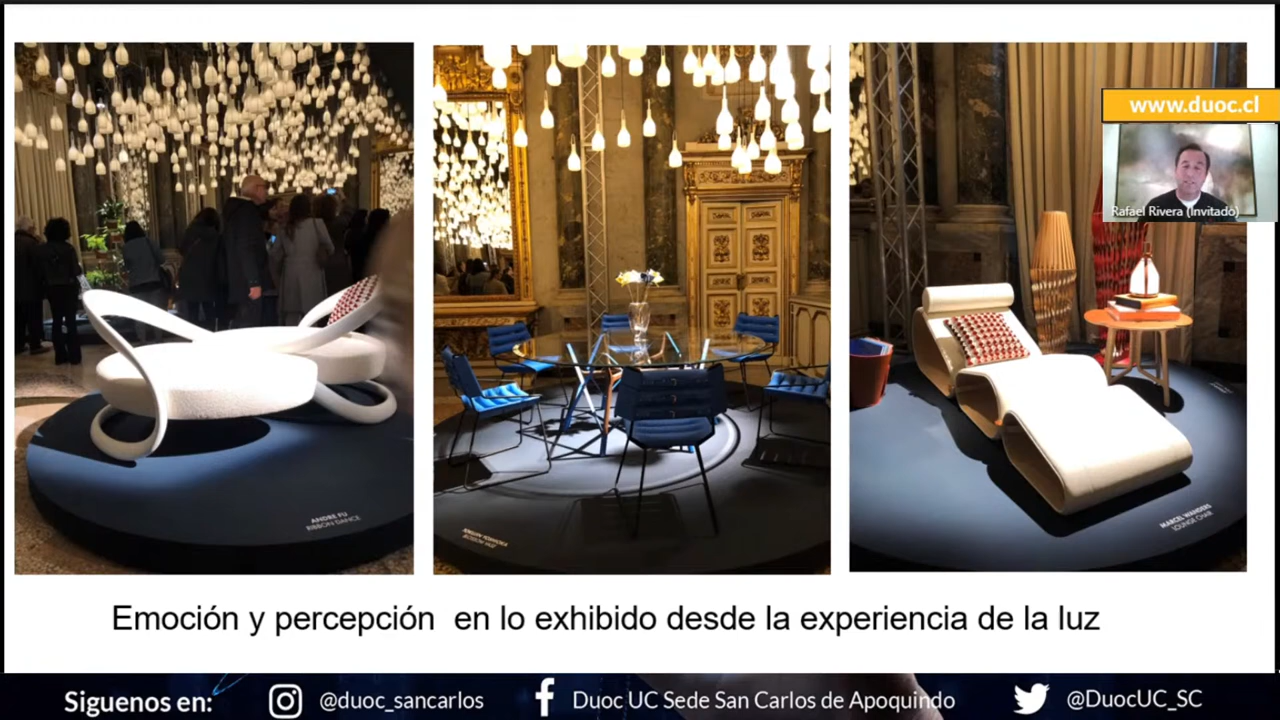 www.duoc.cl
Rafael Rivera (Invitado)
ANDRÉ FU
RIBBON DANCE
MARCEL WANDERS
LOUNGE CHAIR
Emoción y percepción en lo exhibido desde la experiencia de la luz
Siguenos en:
@duoc_sancarlos
Duoc UC Sede San Carlos de Apoquindo
@DuocUC_SC